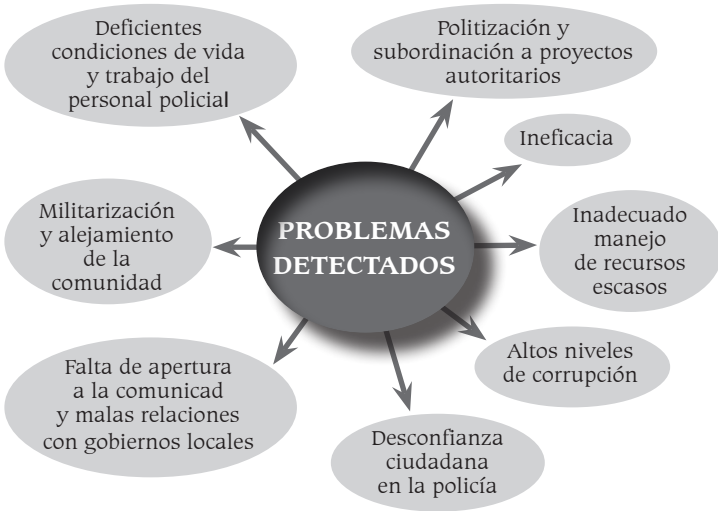 Deficientes
condiciones de vida
y trabajo del
personal policial
Politización y
subordinación a proyectos
autoritarios
Ineficacia
PROBLEMAS
DETECTADOS
Militarización
y alejamiento
de la
comunidad
Inadecuado
manejo
de recursos
escasos
Altos niveles
de corrupción
Falta de apertura
a la comunicad
y malas relaciones
con gobiernos locales
Desconfianza
ciudadana
en la policía